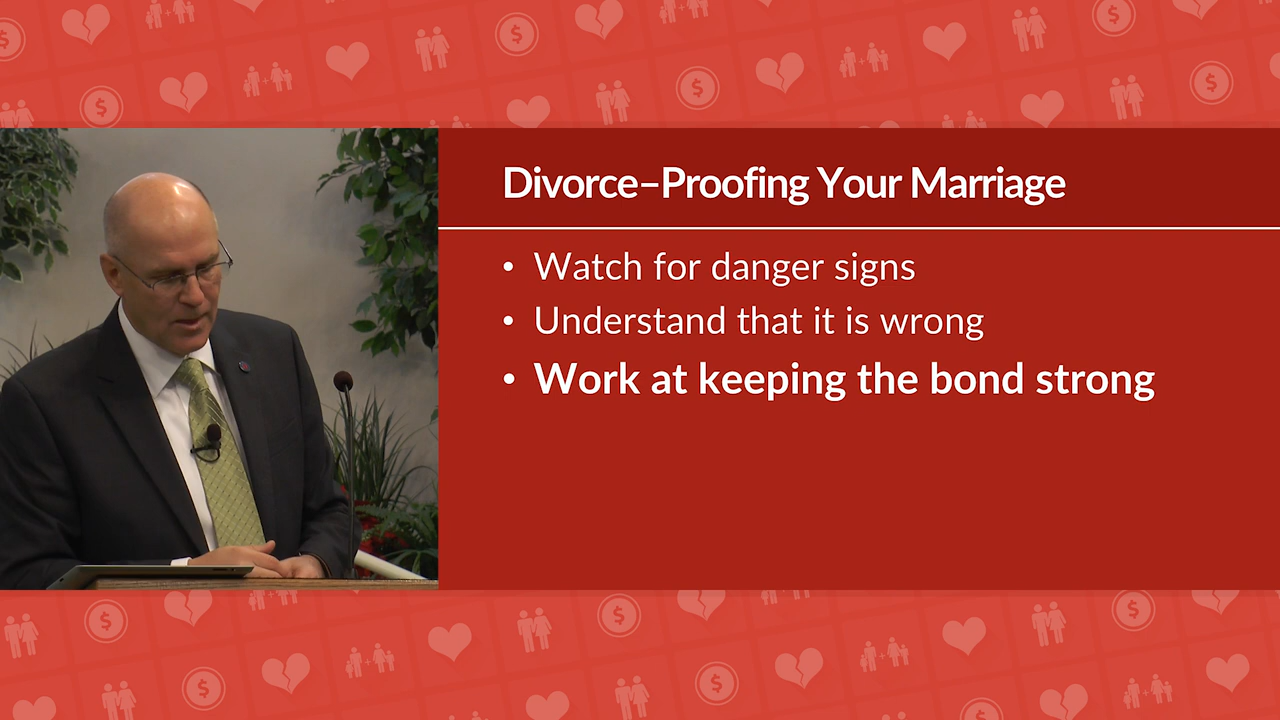 Divorce–Proofing Your Marriage
• Watch for danger signs
• Understand that it is wrong
• Work at keeping the bond strong